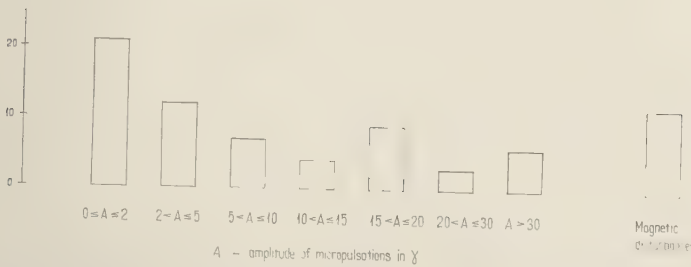 20
10
0
0≤A≤2 2<A≤5 5<A≤10 10<A≤15 15<A≤20 20<A≤30 A>30
Magnetic
A – amplitude of micropulsations in γ